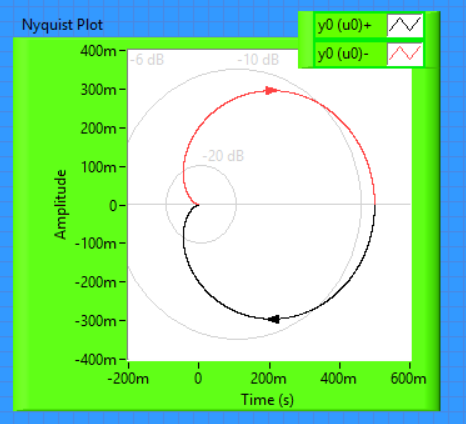 Nyquist Plot
y0 (u0)+
y0 (u0)-
-6 dB
-10 dB
-20 dB
400m
300m
200m
100m
0
-100m
-200m
-300m
-400m
Amplitude
-200m 0 200m 400m 600m
Time (s)